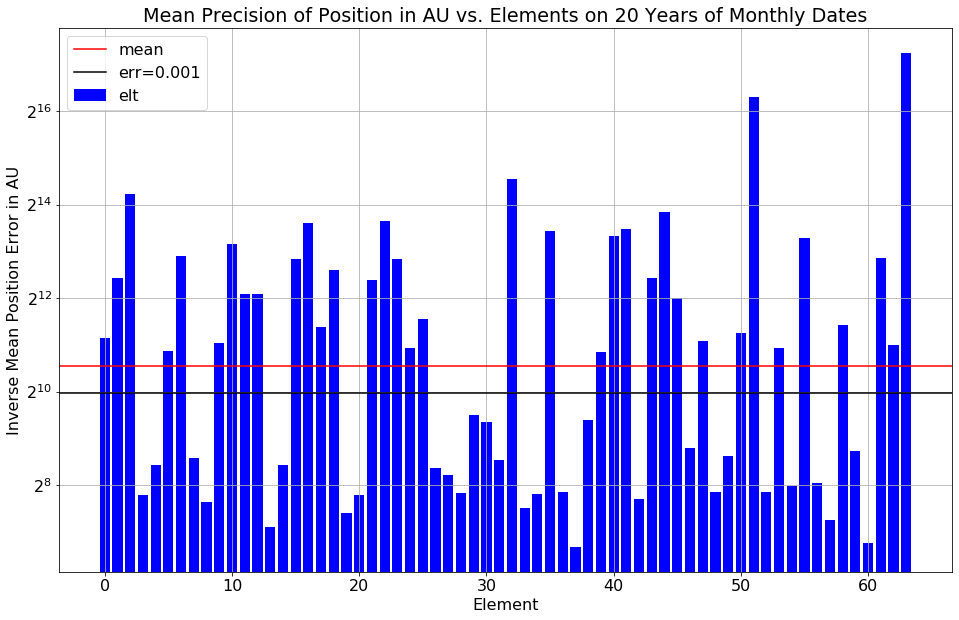 Mean Precision of Position in AU vs. Elements on 20 Years of Monthly Dates
mean
err=0.001
elt
Inverse Mean Position Error in AU
2^16
2^14
2^12
2^10
2^8
0 10 20 30 40 50 60
Element